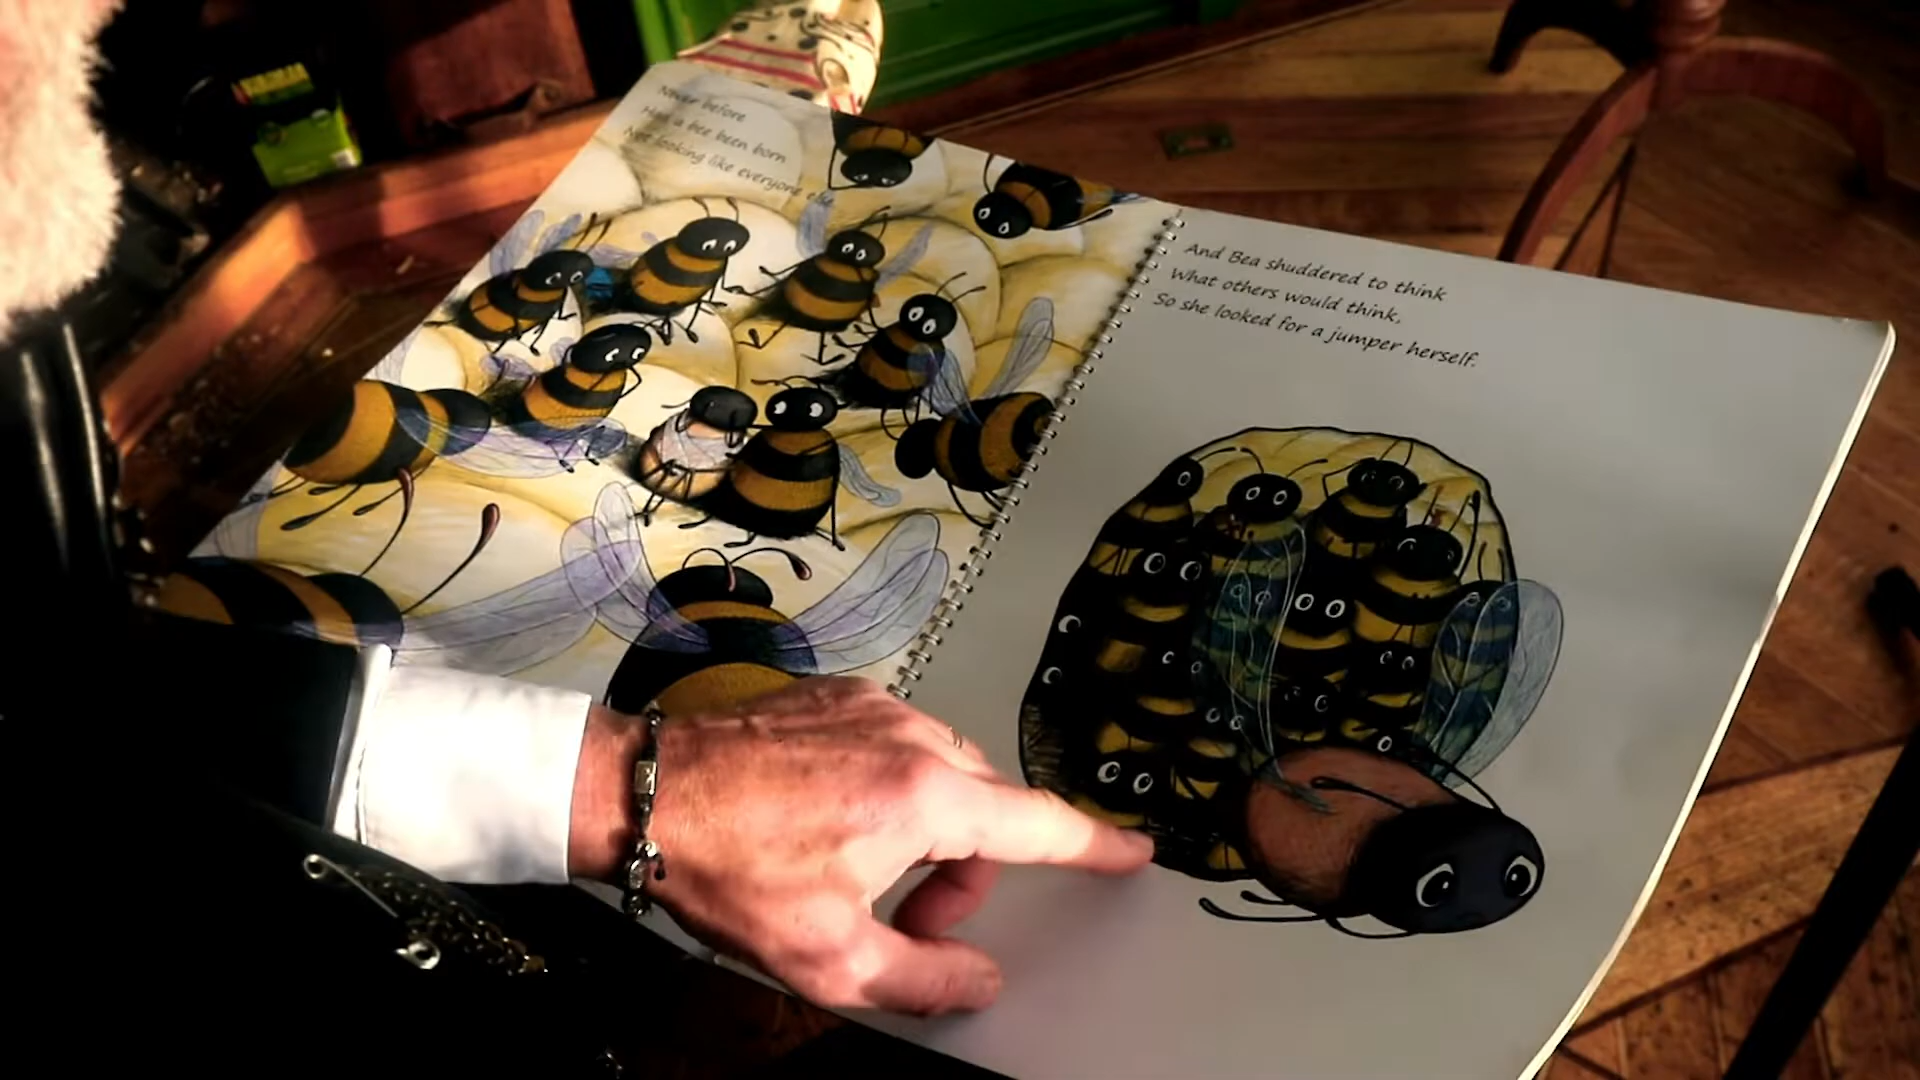 Never before
Had a bee been born
Not looking like everyone else
And Bea shuddered to think
What others would think,
So she looked for a jumper herself.